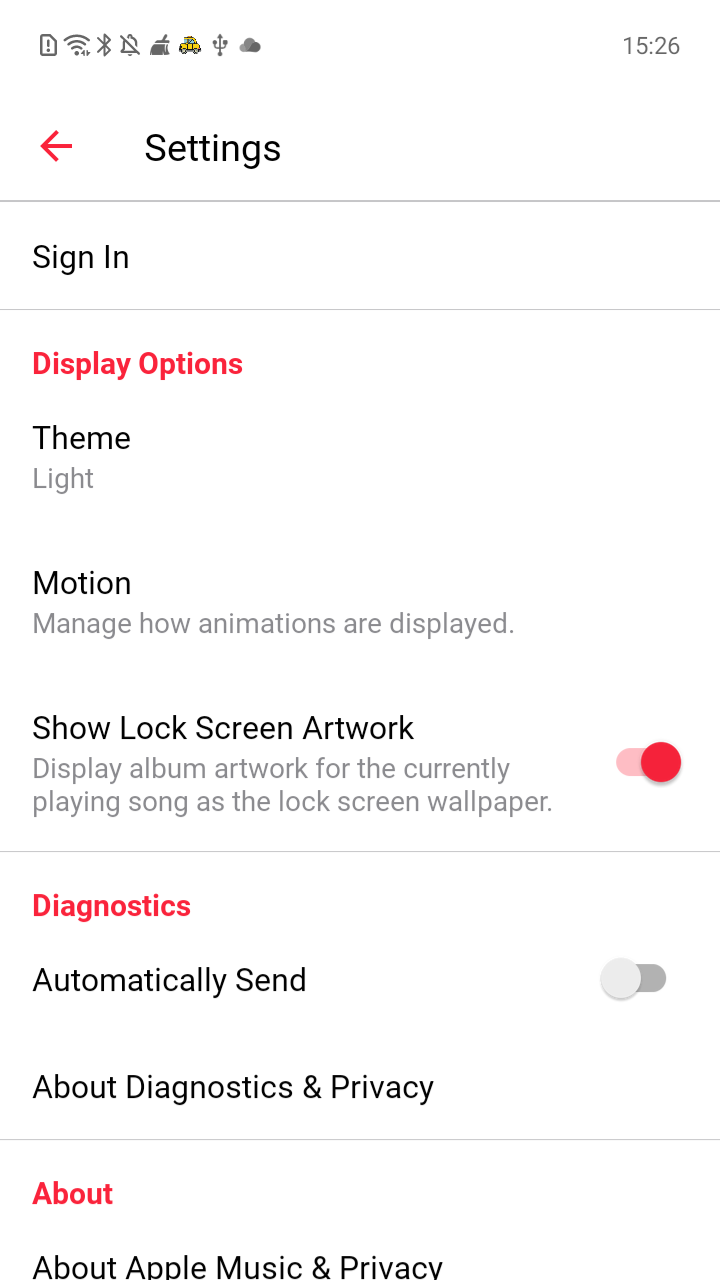 15:26
Settings
Sign In
Display Options
Theme
Light
Motion
Manage how animations are displayed.
Show Lock Screen Artwork
Display album artwork for the currently
playing song as the lock screen wallpaper.
Diagnostics
Automatically Send
About Diagnostics & Privacy
About
About Apple Music & Privacy